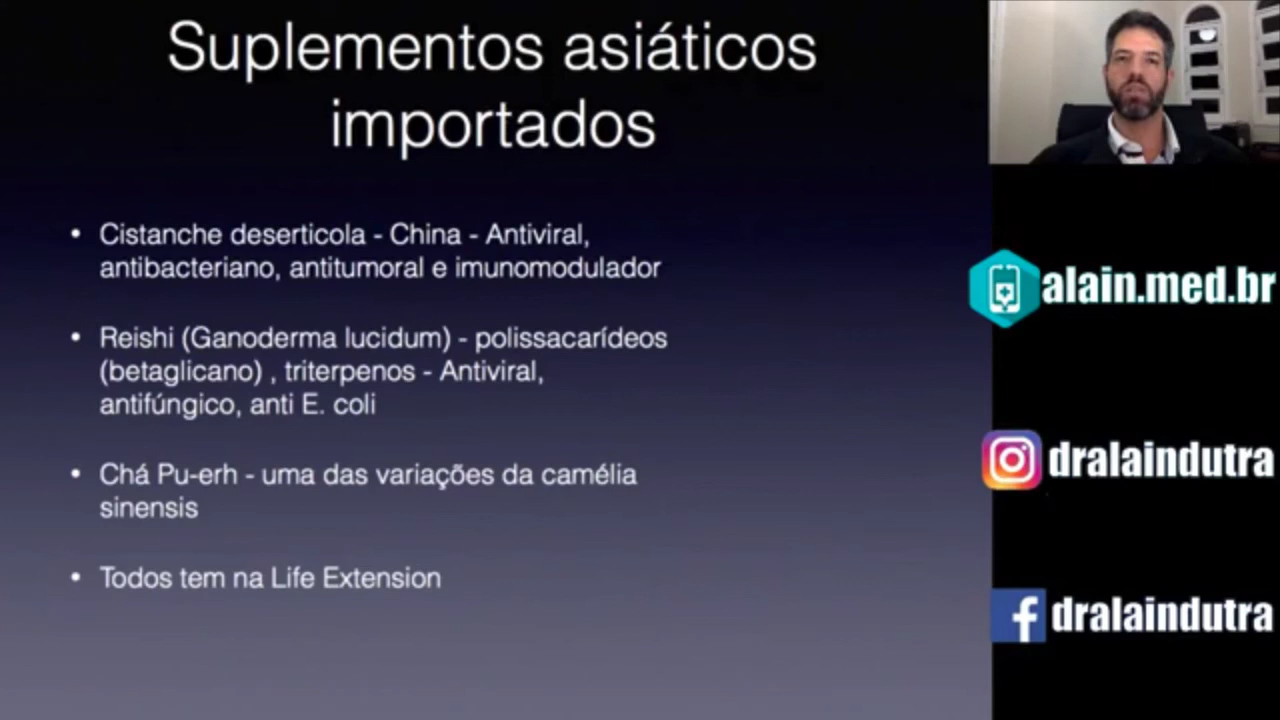 Suplementos asiáticos
importados
• Cistanche deserticola - China - Antiviral,
antibacteriano, antitumoral e imunomodulador
• Reishi (Ganoderma lucidum) - polissacarídeos
(betaglicano) , triterpenos - Antiviral,
antifúngico, anti E. coli
• Chá Pu-erh - uma das variações da camélia
sinensis
• Todos tem na Life Extension
alain.med.br
dralaindutra
dralaindutra